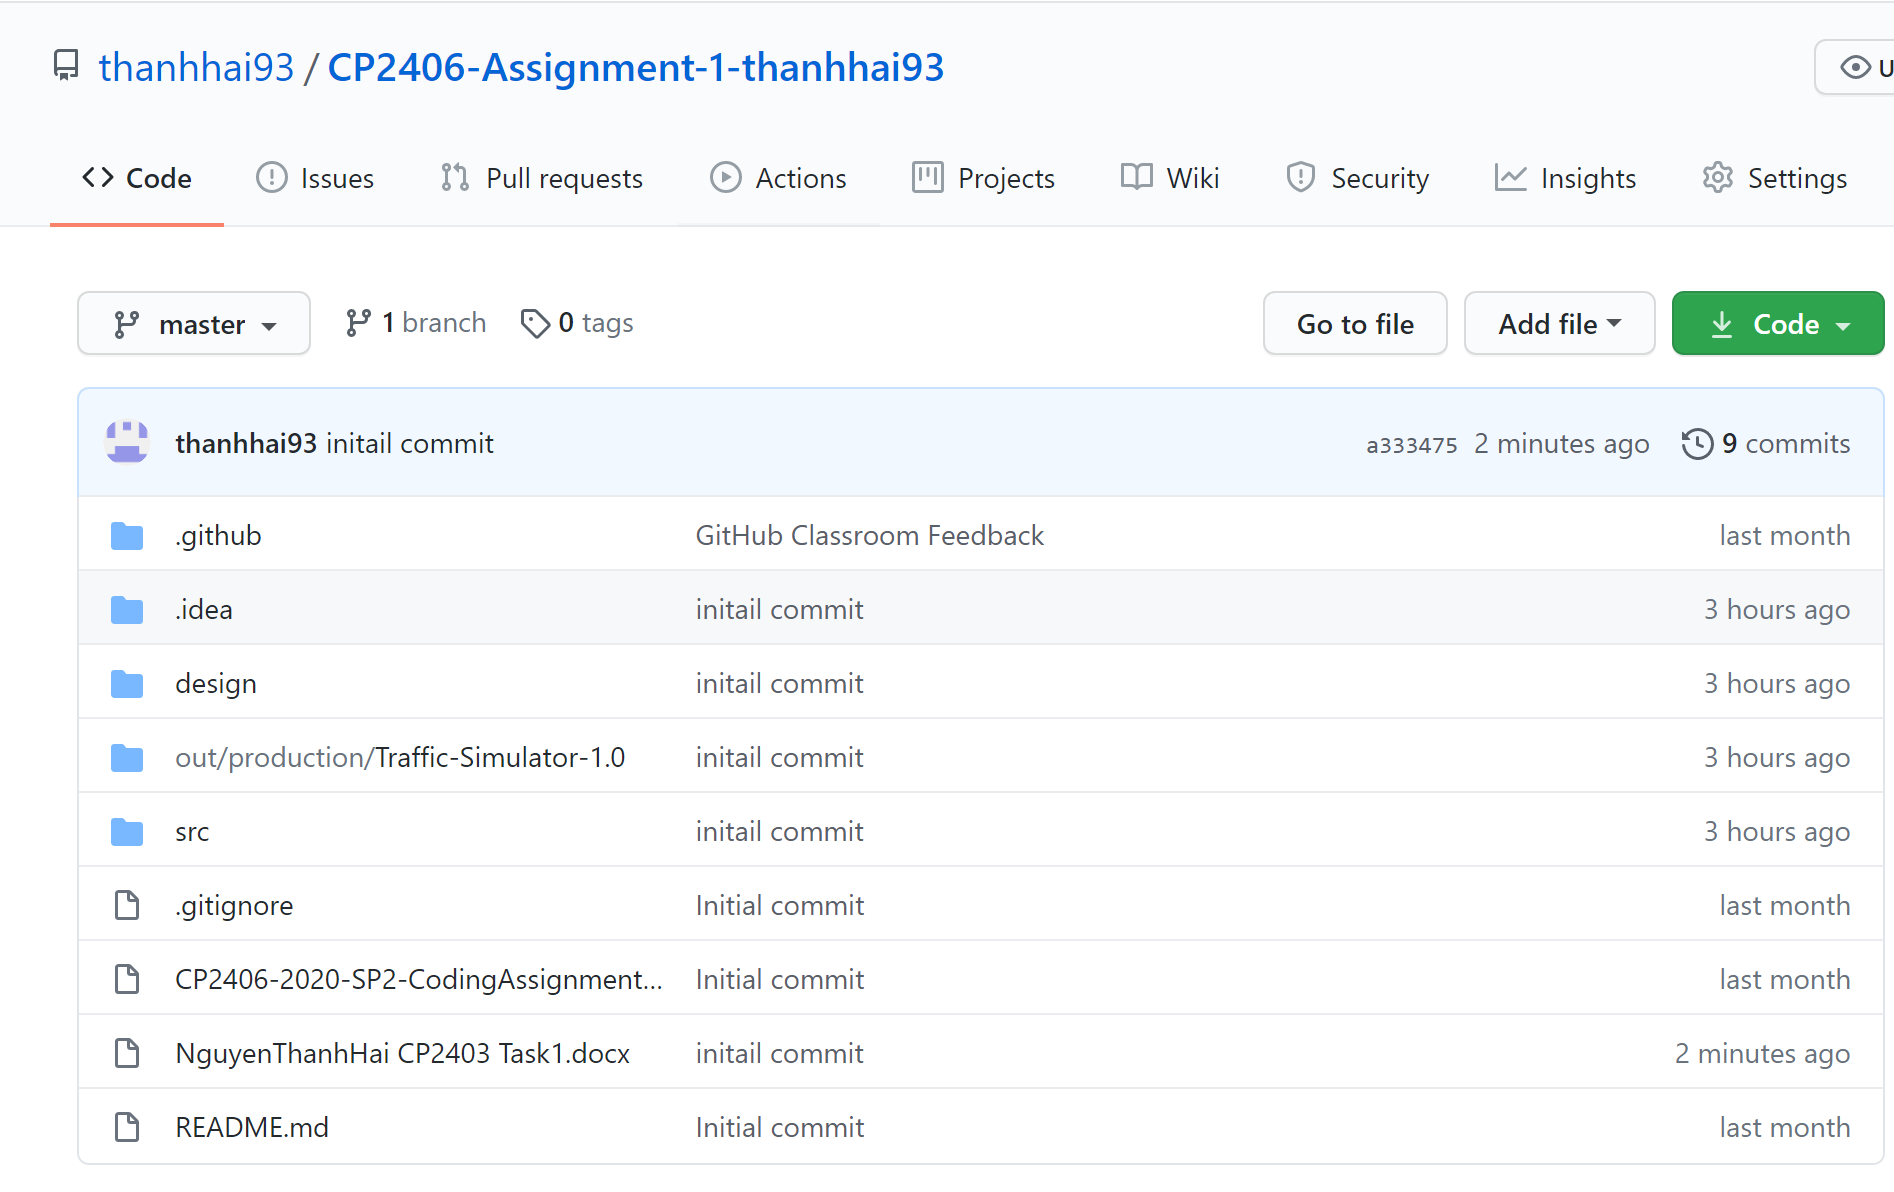 thanhhai93 / CP2406-Assignment-1-thanhhai93
U
Code Issues Pull requests Actions Projects Wiki Security Insights Settings
master 1 branch 0 tags Go to file Add file Code
thanhhai93 initail commit a333475 2 minutes ago 9 commits
.github GitHub Classroom Feedback last month
.idea initail commit 3 hours ago
design initail commit 3 hours ago
out/production/Traffic-Simulator-1.0 initail commit 3 hours ago
src initail commit 3 hours ago
.gitignore Initial commit last month
CP2406-2020-SP2-CodingAssignment... Initial commit last month
NguyenThanhHai CP2403 Task1.docx initail commit 2 minutes ago
README.md Initial commit last month